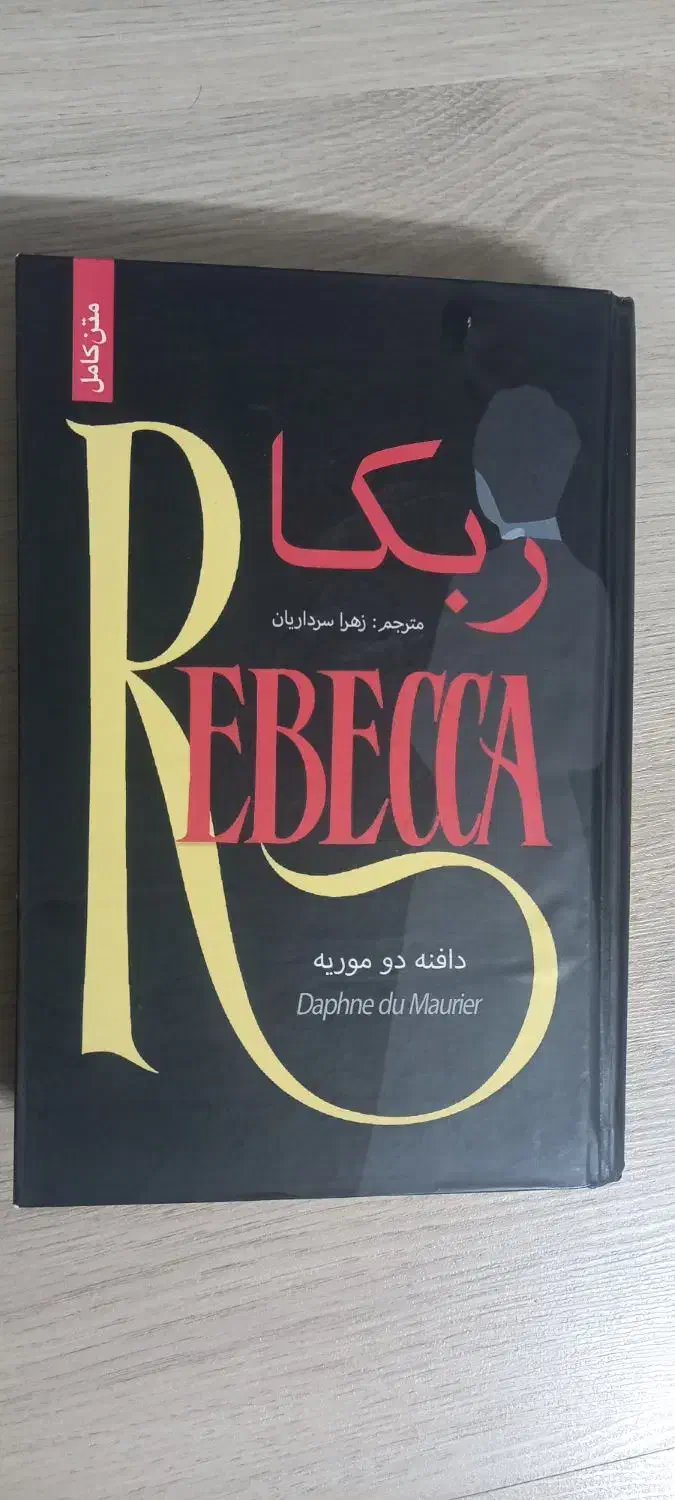 متن کامل
ربکا
مترجم: زهرا سرداریان
REBECCA
دافنه دو موریه
Daphne du Maurier